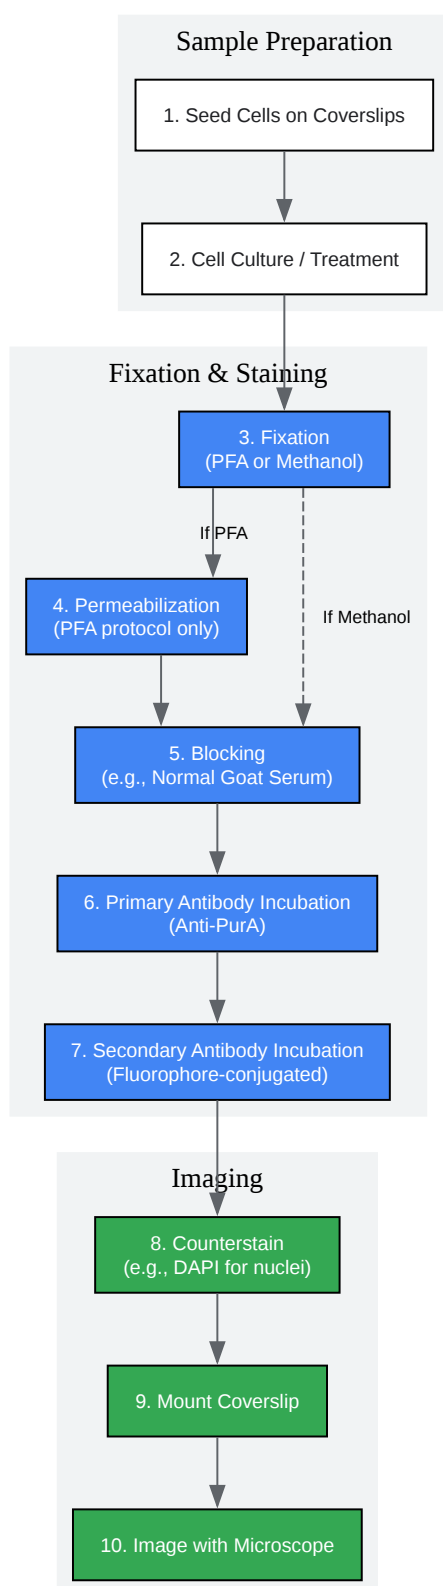 Sample Preparation
1. Seed Cells on Coverslips
2. Cell Culture / Treatment
Fixation & Staining
3. Fixation
(PFA or Methanol)
If PFA
4. Permeabilization
(PFA protocol only)
If Methanol
5. Blocking
(e.g., Normal Goat Serum)
6. Primary Antibody Incubation
(Anti-PurA)
7. Secondary Antibody Incubation
(Fluorophore-conjugated)
Imaging
8. Counterstain
(e.g., DAPI for nuclei)
9. Mount Coverslip
10. Image with Microscope